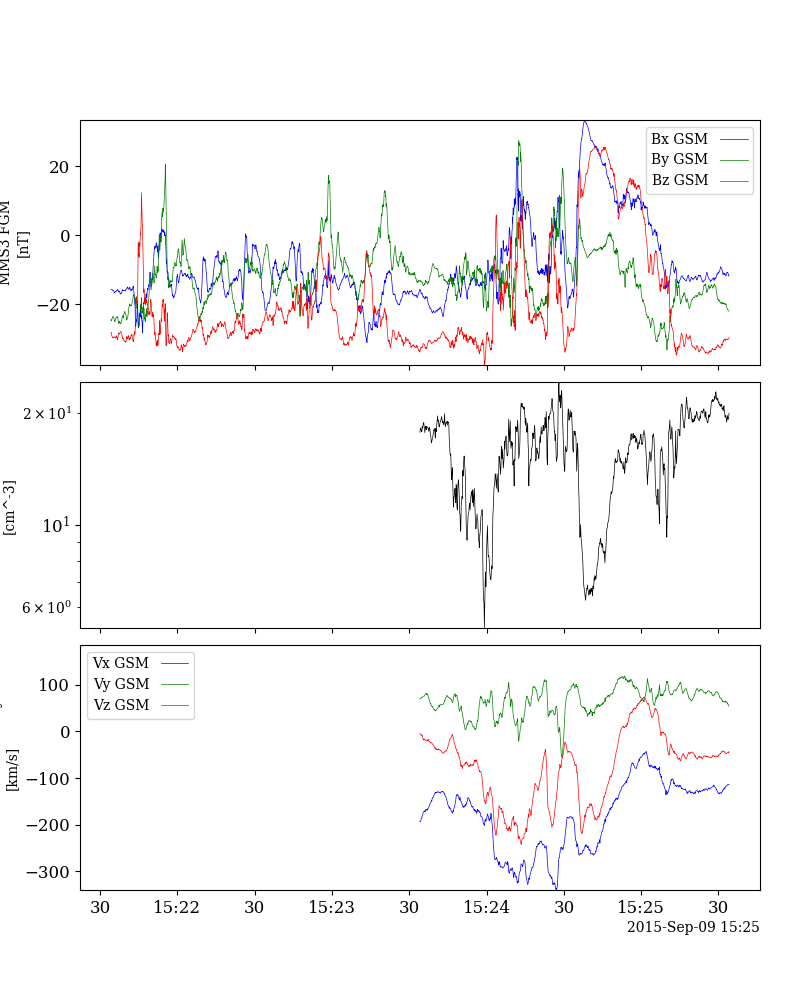 MMS3 FGM
[nT]
20
0
−20
Bx GSM
By GSM
Bz GSM
[cm^-3]
2 × 10¹
10¹
6 × 10⁰
[km/s]
100
0
−100
−200
−300
Vx GSM
Vy GSM
Vz GSM
30 15:22 30 15:23 30 15:24 30 15:25 30
2015-Sep-09 15:25